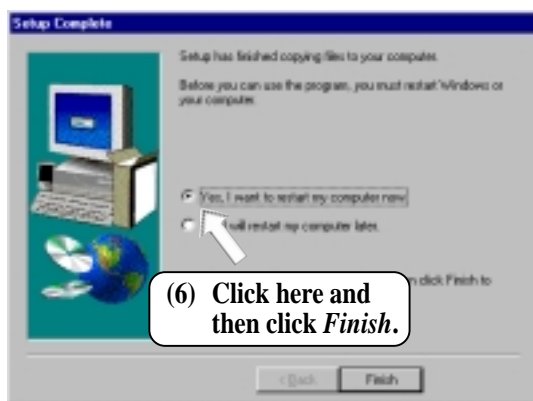 Setup Complete
Setup has finished copying files to your computer.
Before you can use the program, you must restart Windows or
your computer.
Yes, I want to restart my computer now.
will restart my computer later.
click Finish to
(6) Click here and
then click Finish.
< Back
Finish